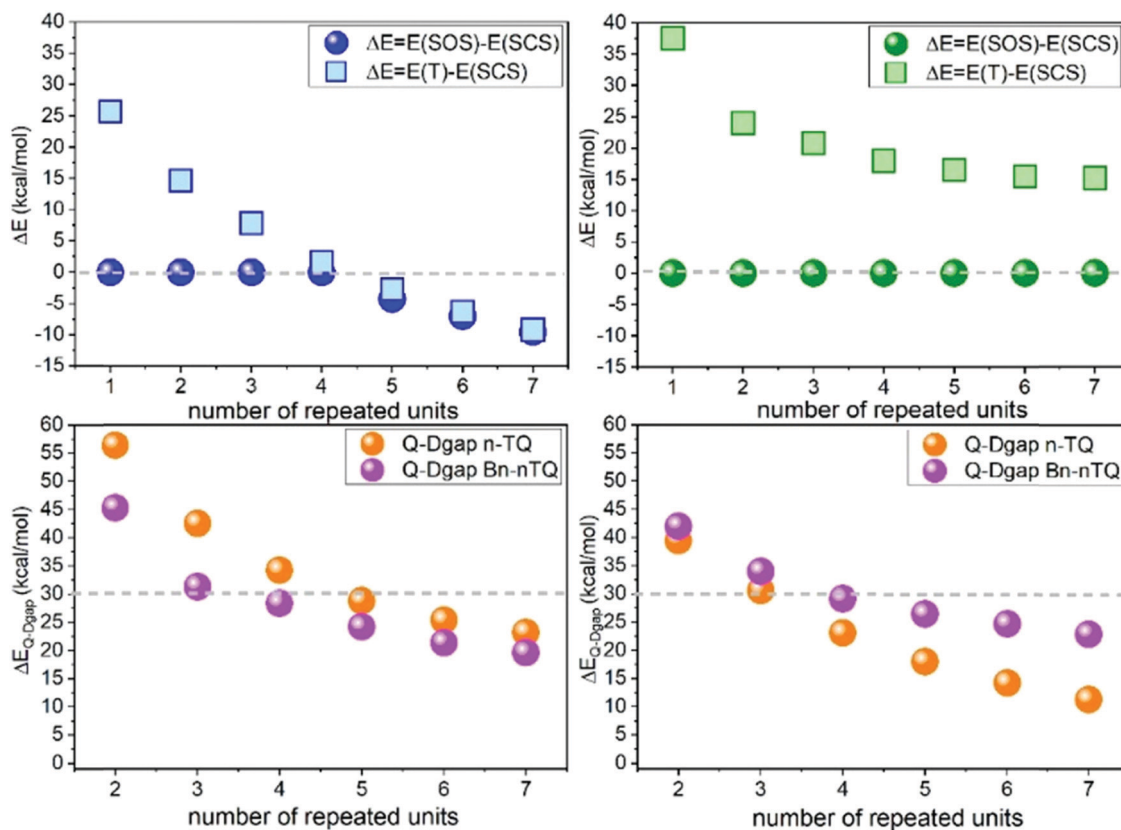 40
35
30
25
20
15
10
5
0
-5
-10
-15
ΔE (kcal/mol)
ΔE=E(SOS)-E(SCS)
ΔE=E(T)-E(SCS)
1 2 3 4 5 6 7
number of repeated units
40
35
30
25
20
15
10
5
0
-5
-10
-15
ΔE (kcal/mol)
ΔE=E(SOS)-E(SCS)
ΔE=E(T)-E(SCS)
1 2 3 4 5 6 7
number of repeated units
60
55
50
45
40
35
30
25
20
15
10
5
0
ΔE Q-Dgap (kcal/mol)
Q-Dgap n-TQ
Q-Dgap Bn-nTQ
2 3 4 5 6 7
number of repeated units
60
55
50
45
40
35
30
25
20
15
10
5
0
ΔE Q-Dgap (kcal/mol)
Q-Dgap n-TQ
Q-Dgap Bn-nTQ
2 3 4 5 6 7
number of repeated units